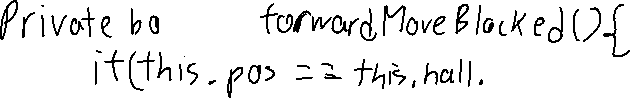 Private bo forwardMoveBlocked(){
if(this.pos == this.hall.